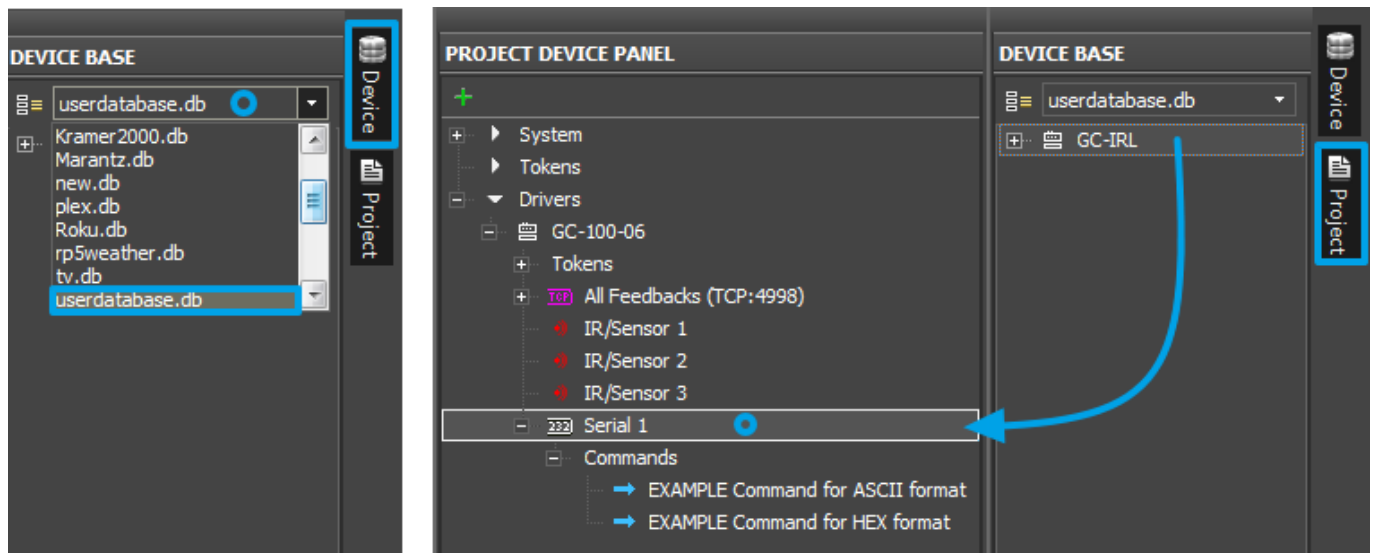 DEVICE BASE
userdatabase.db
Kramer2000.db
Marantz.db
new.db
plex.db
Roku.db
rp5weather.db
tv.db
userdatabase.db
Device
Project
PROJECT DEVICE PANEL
System
Tokens
Drivers
GC-100-06
Tokens
TCP All Feedbacks (TCP:4998)
IR/Sensor 1
IR/Sensor 2
IR/Sensor 3
232 Serial 1
Commands
EXAMPLE Command for ASCII format
EXAMPLE Command for HEX format
DEVICE BASE
userdatabase.db
GC-IRL
Device
Project